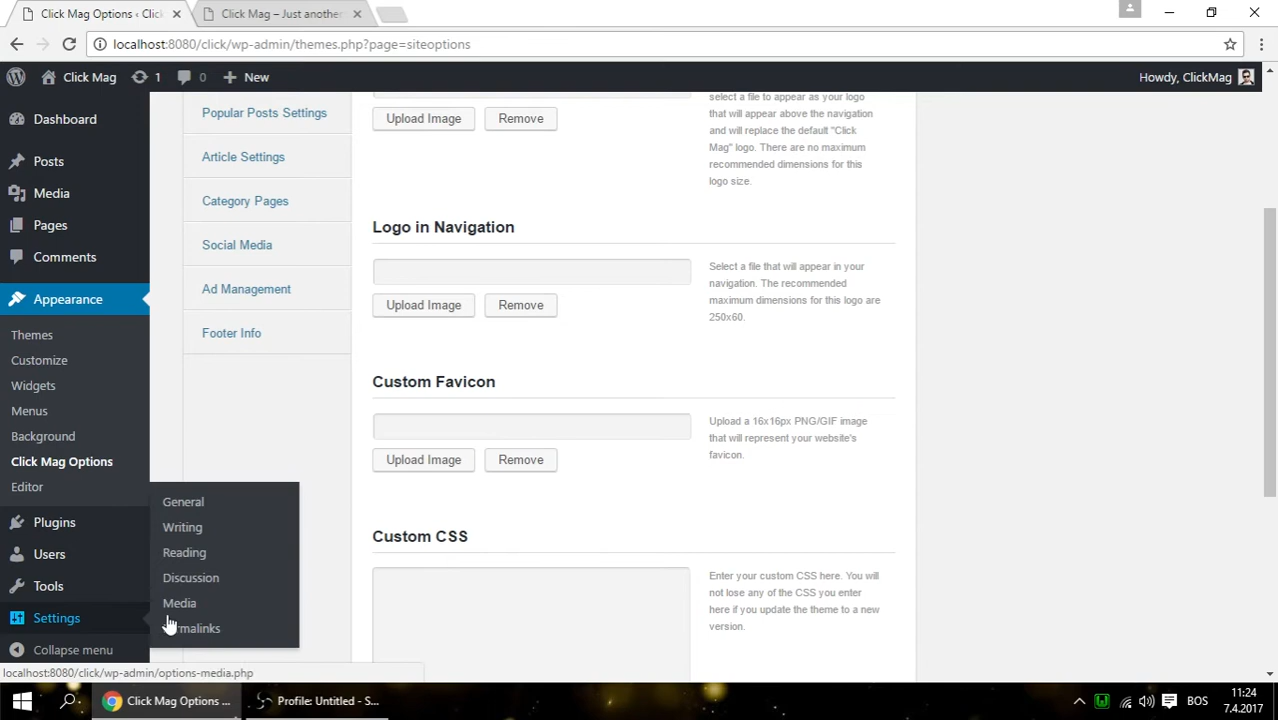 Click Mag Options ‹ Clic
Click Mag – Just another
localhost:8080/click/wp-admin/themes.php?page=siteoptions
Click Mag
1
0
New
Howdy, ClickMag
Dashboard
Posts
Media
Pages
Comments
Appearance
Themes
Customize
Widgets
Menus
Background
Click Mag Options
Editor
Plugins
Users
Tools
Settings
Collapse menu
General
Writing
Reading
Discussion
Media
rmalinks
Popular Posts Settings
Article Settings
Category Pages
Social Media
Ad Management
Footer Info
Upload Image
Remove
select a file to appear as your logo
that will appear above the navigation
and will replace the default "Click
Mag" logo. There are no maximum
recommended dimensions for this
logo size.
Logo in Navigation
Upload Image
Remove
Select a file that will appear in your
navigation. The recommended
maximum dimensions for this logo are
250x60.
Custom Favicon
Upload Image
Remove
Upload a 16x16px PNG/GIF image
that will represent your website's
favicon.
Custom CSS
Enter your custom CSS here. You will
not lose any of the CSS you enter
here if you update the theme to a new
version.
localhost:8080/click/wp-admin/options-media.php
Click Mag Options ...
Profile: Untitled - S...
BOS
11:24
7.4.2017